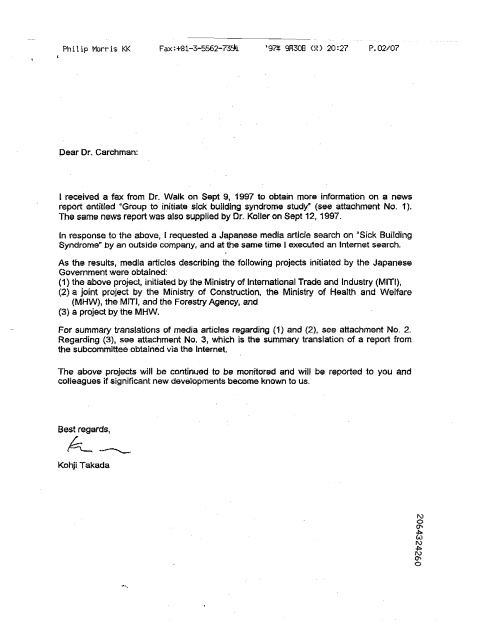 Philip Morris KK Fax:+81-3-5562-7391 '97年 9月30日 (火) 20:27 P.02/07
Dear Dr. Carchman:
I received a fax from Dr. Walk on Sept 9, 1997 to obtain more information on a news
report entitled "Group to initiate sick building syndrome study" (see attachment No. 1).
The same news report was also supplied by Dr. Koller on Sept 12, 1997.
In response to the above, I requested a Japanese media article search on "Sick Building
Syndrome" by an outside company, and at the same time I executed an Internet search.
As the results, media articles describing the following projects initiated by the Japanese
Government were obtained:
(1) the above project, initiated by the Ministry of International Trade and Industry (MITI),
(2) a joint project by the Ministry of Construction, the Ministry of Health and Welfare
(MHW), the MITI, and the Forestry Agency, and
(3) a project by the MHW.
For summary translations of media articles regarding (1) and (2), see attachment No. 2.
Regarding (3), see attachment No. 3, which is the summary translation of a report from
the subcommittee obtained via the Internet.
The above projects will be continued to be monitored and will be reported to you and
colleagues if significant new developments become known to us.
Best regards,
Kohji Takada
2064324260